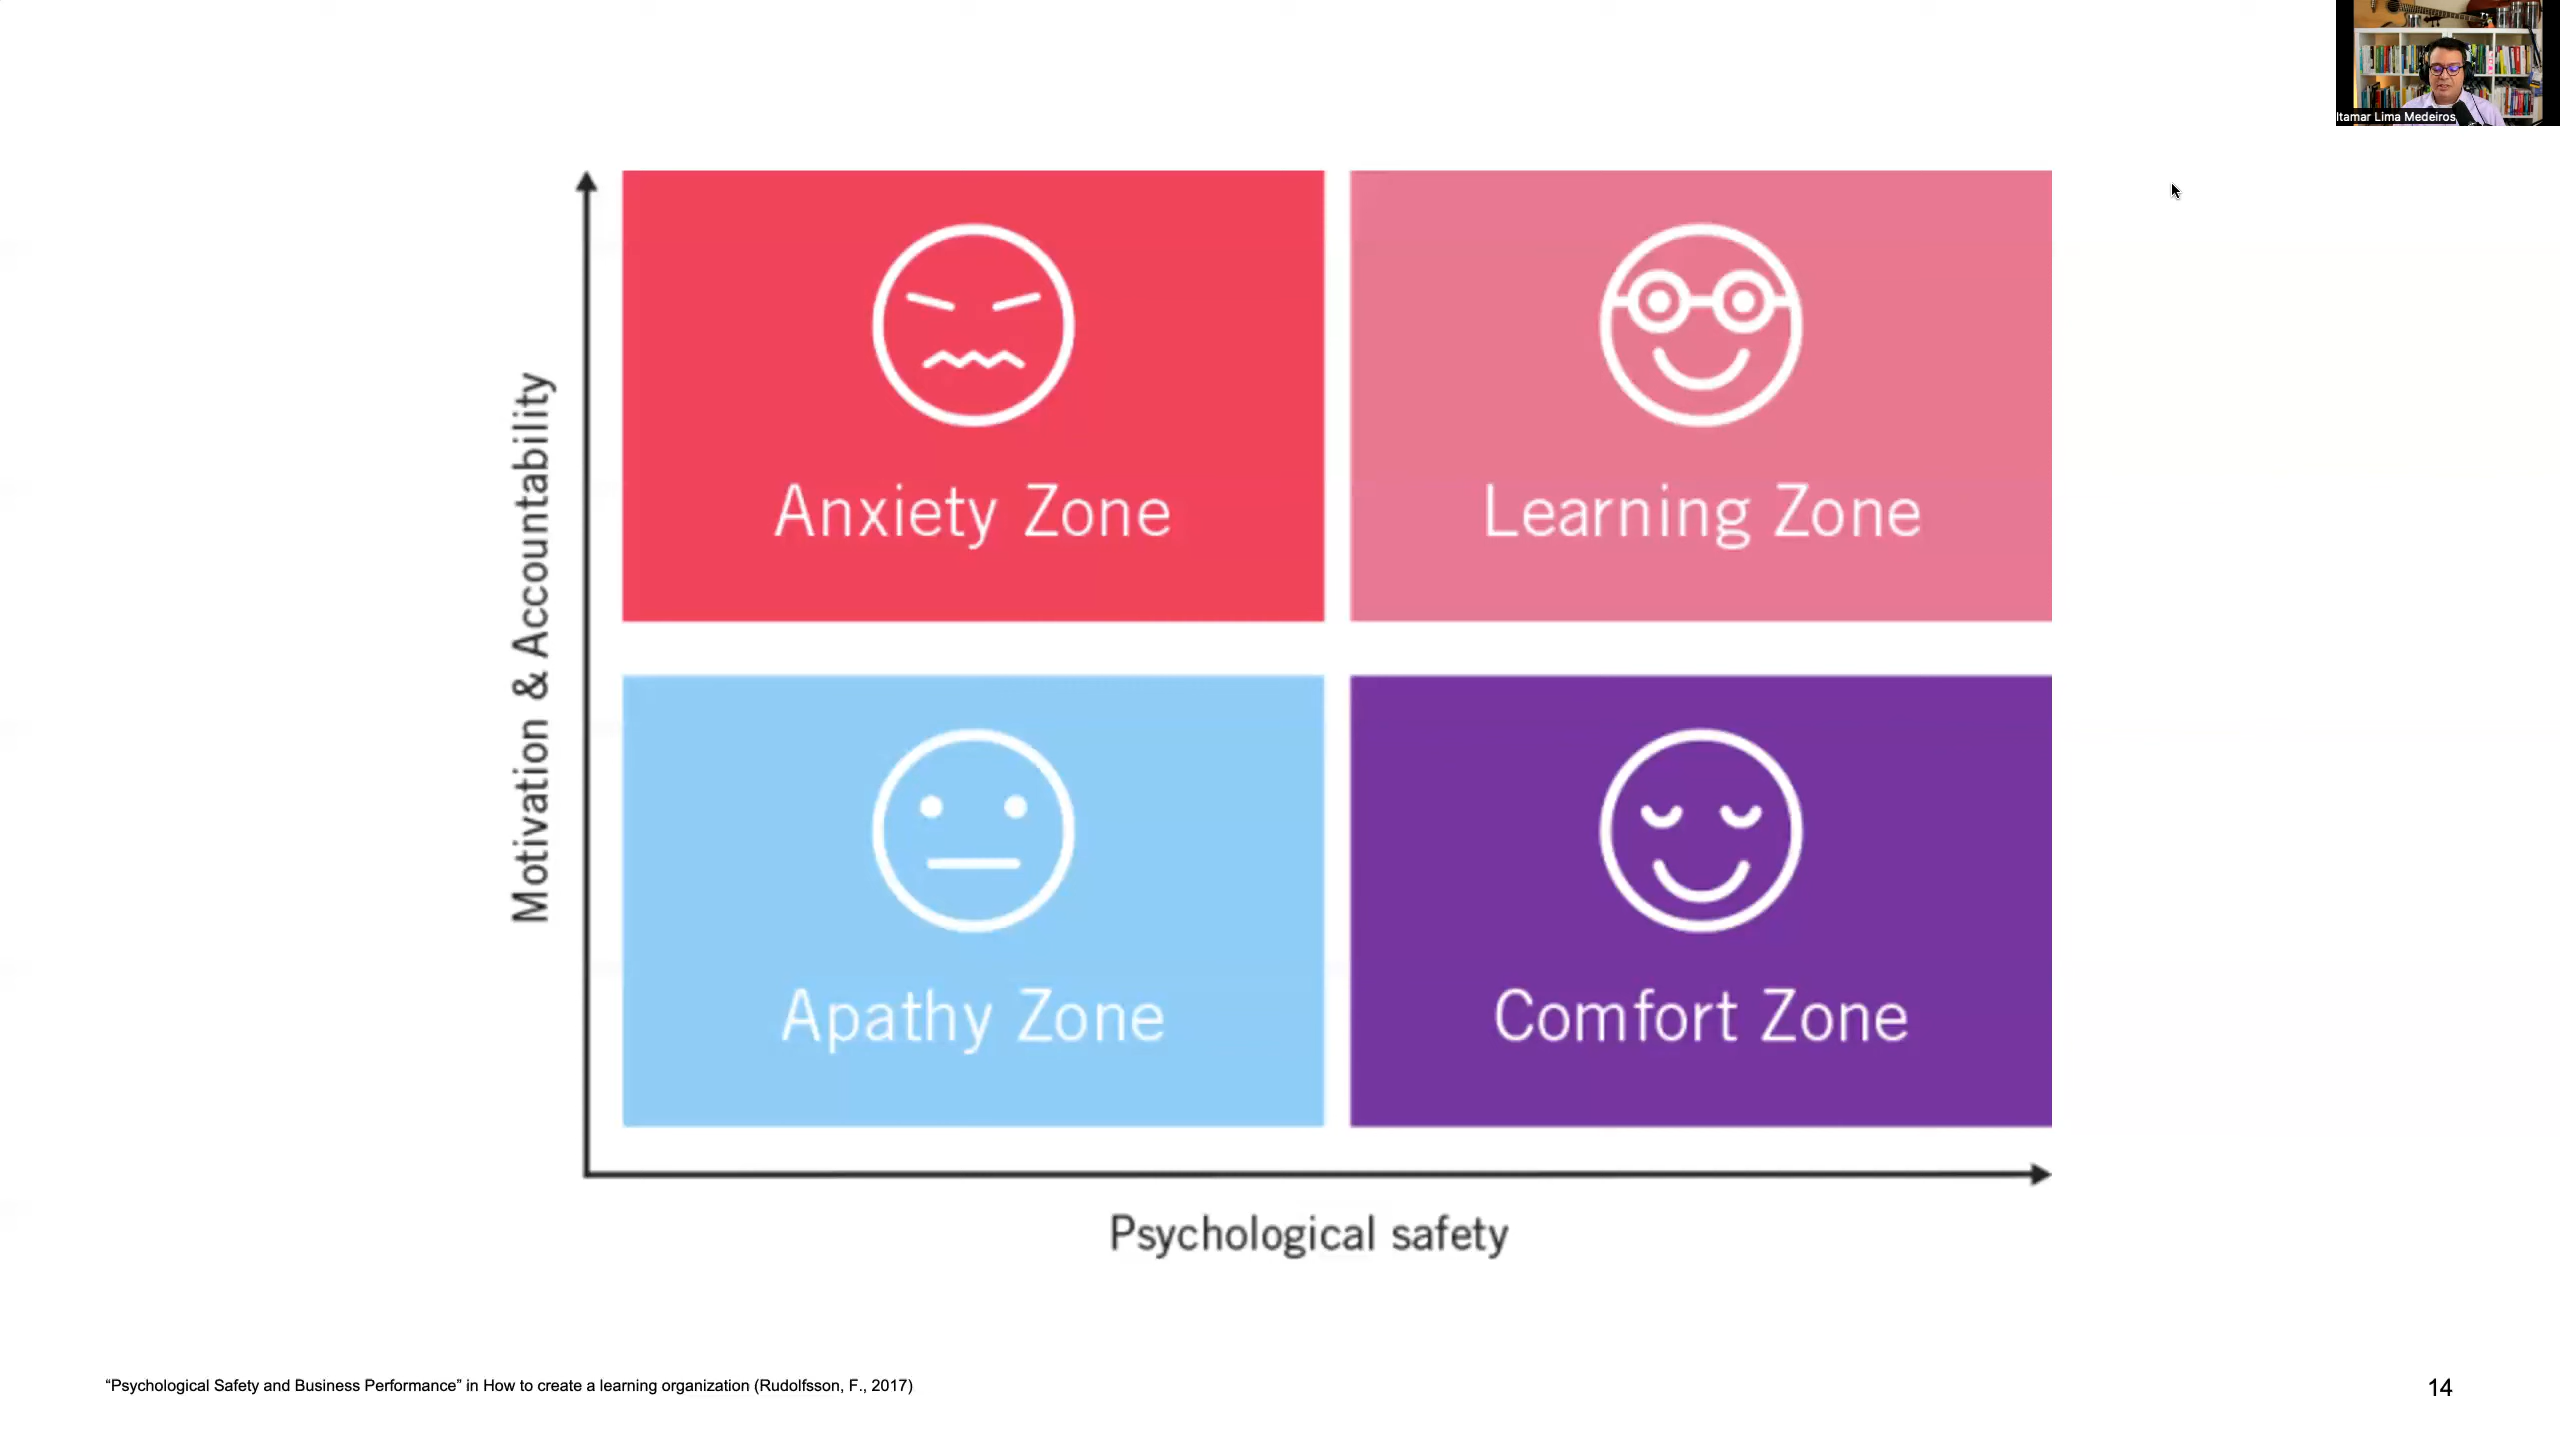 Itamar Lima Medeiros
Motivation & Accountability
Anxiety Zone
Learning Zone
Apathy Zone
Comfort Zone
Psychological safety
“Psychological Safety and Business Performance” in How to create a learning organization (Rudolfsson, F., 2017)
14